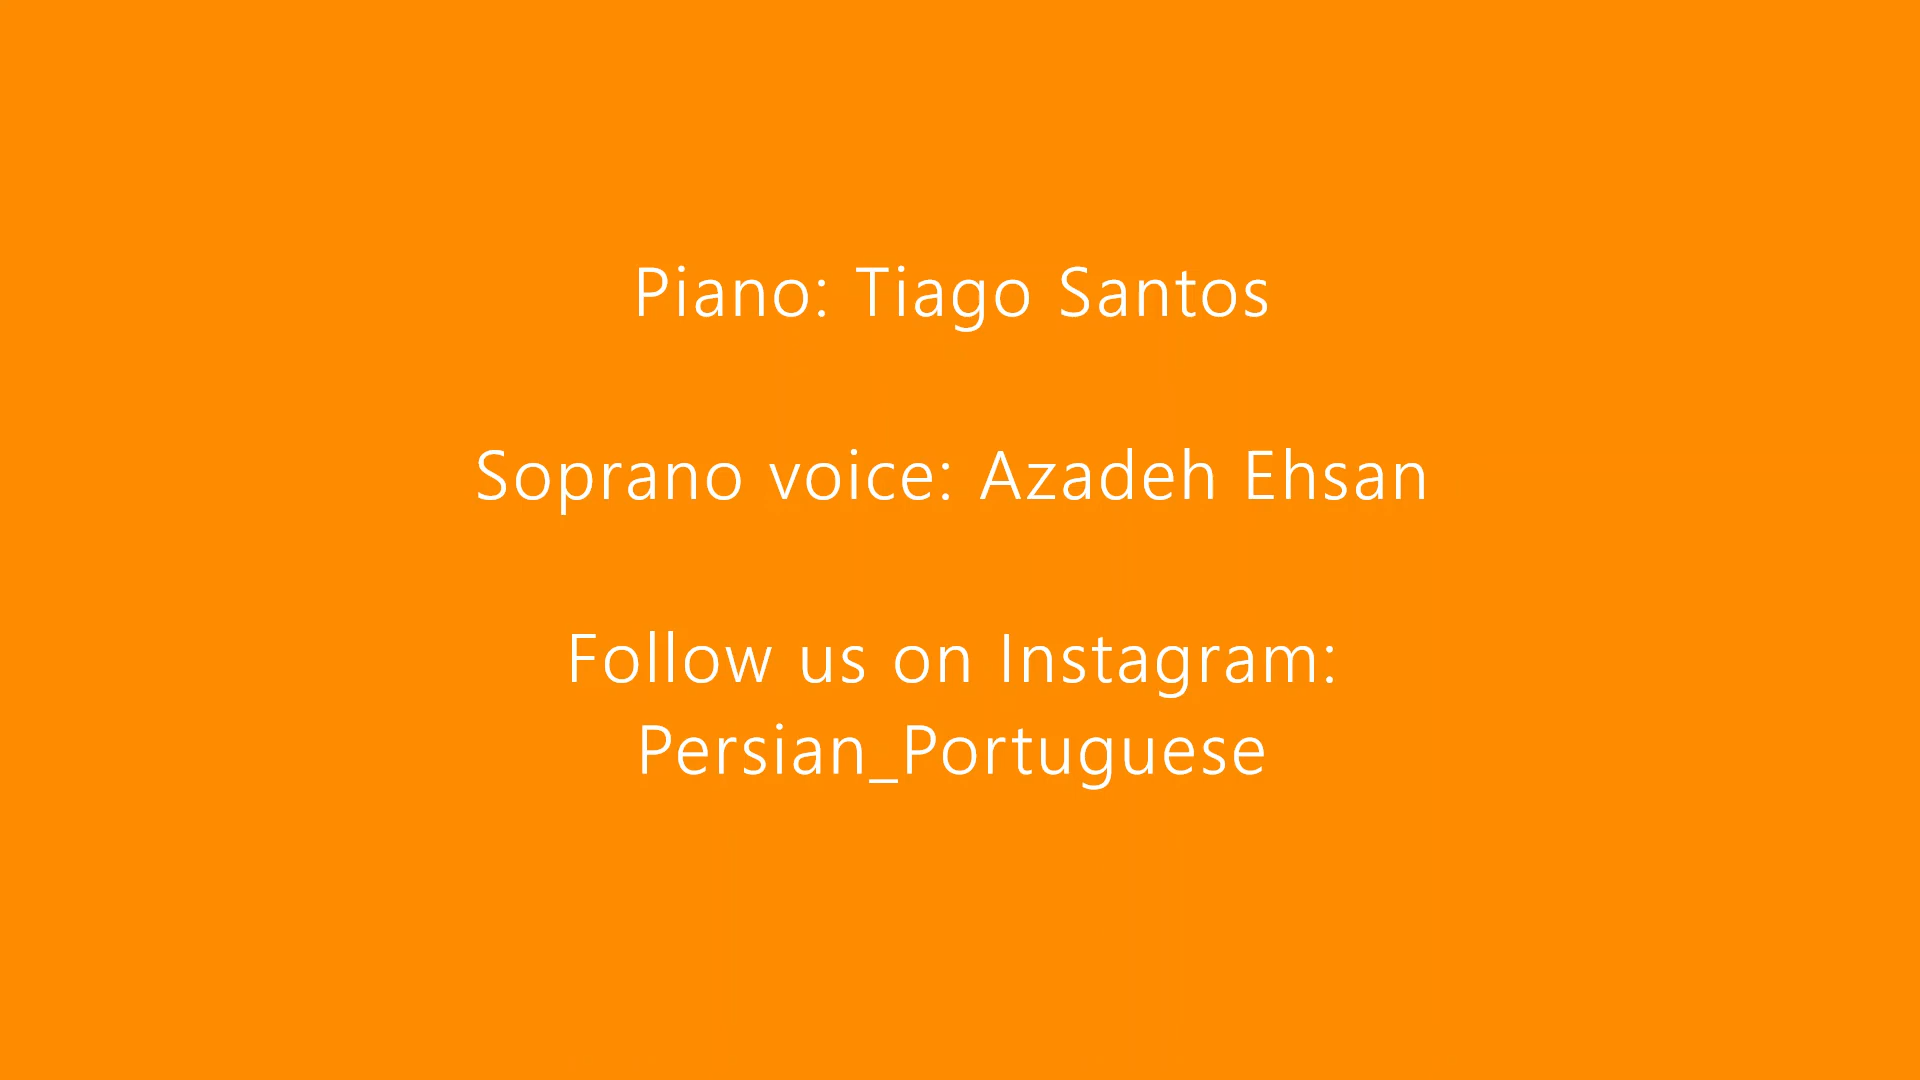 Piano: Tiago Santos
Soprano voice: Azadeh Ehsan
Follow us on Instagram:
Persian_Portuguese